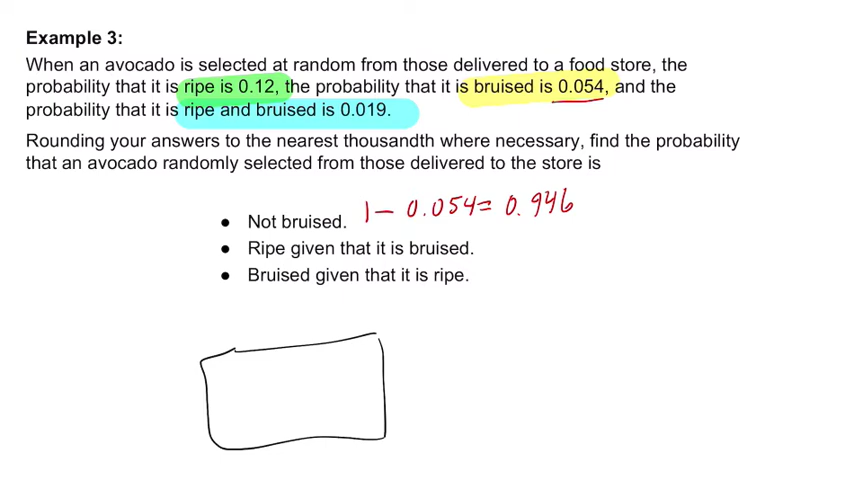 Example 3:
When an avocado is selected at random from those delivered to a food store, the
probability that it is ripe is 0.12, the probability that it is bruised is 0.054, and the
probability that it is ripe and bruised is 0.019.
Rounding your answers to the nearest thousandth where necessary, find the probability
that an avocado randomly selected from those delivered to the store is
● Not bruised. 1 - 0.054 = 0.946
● Ripe given that it is bruised.
● Bruised given that it is ripe.